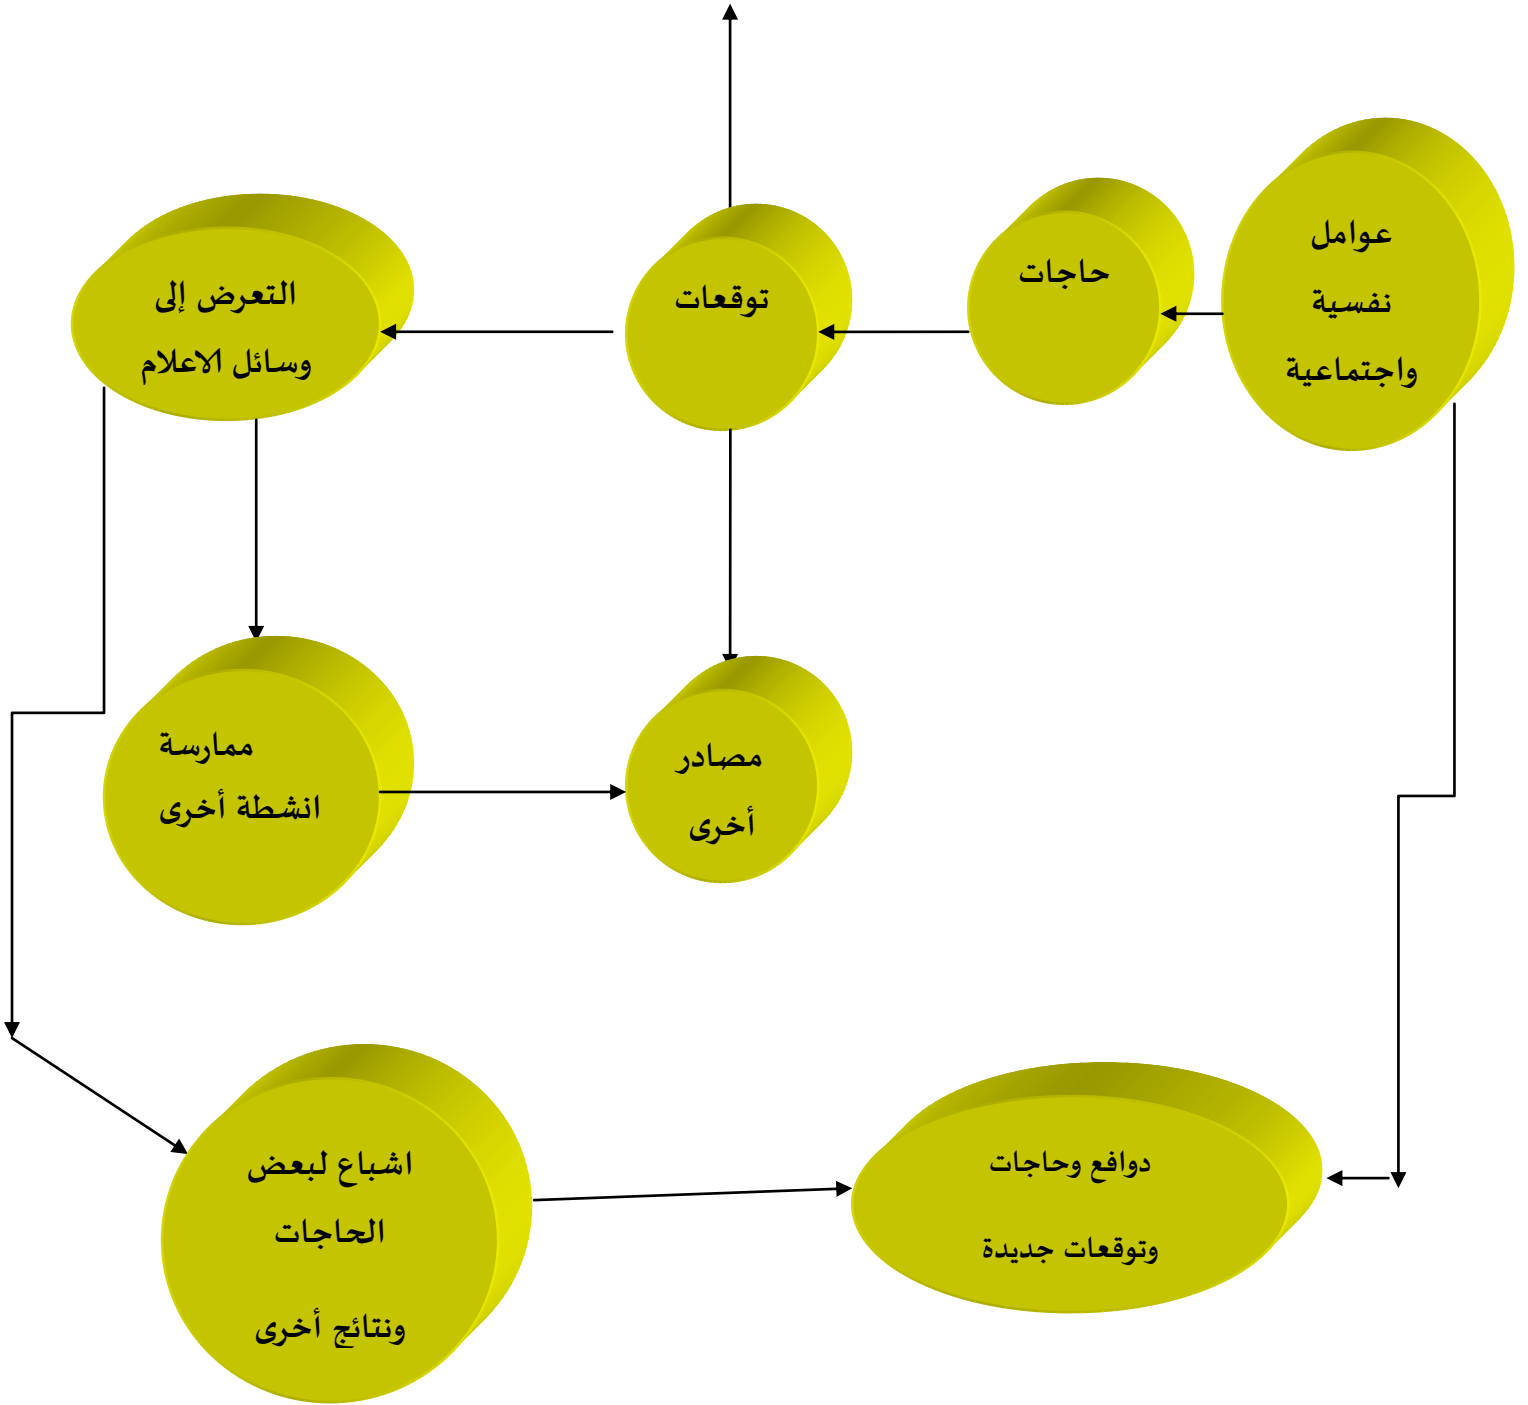 عوامل
نفسية
واجتماعية
حاجات
توقعات
التعرض إلى
وسائل الاعلام
ممارسة
انشطة أخرى
مصادر
أخرى
اشباع لبعض
الحاجات
ونتائج أخرى
دوافع وحاجات
وتوقعات جديدة